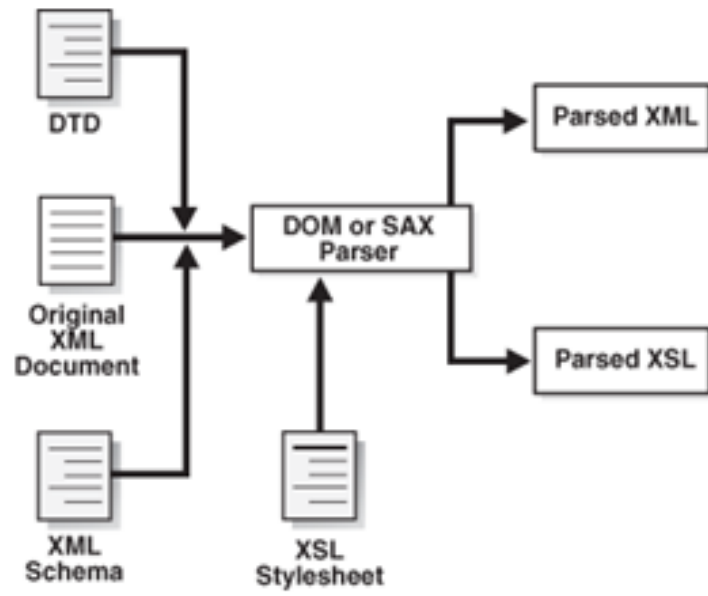 DTD
Parsed XML
DOM or SAX
Parser
Original
XML
Document
Parsed XSL
XML
Schema
XSL
Stylesheet